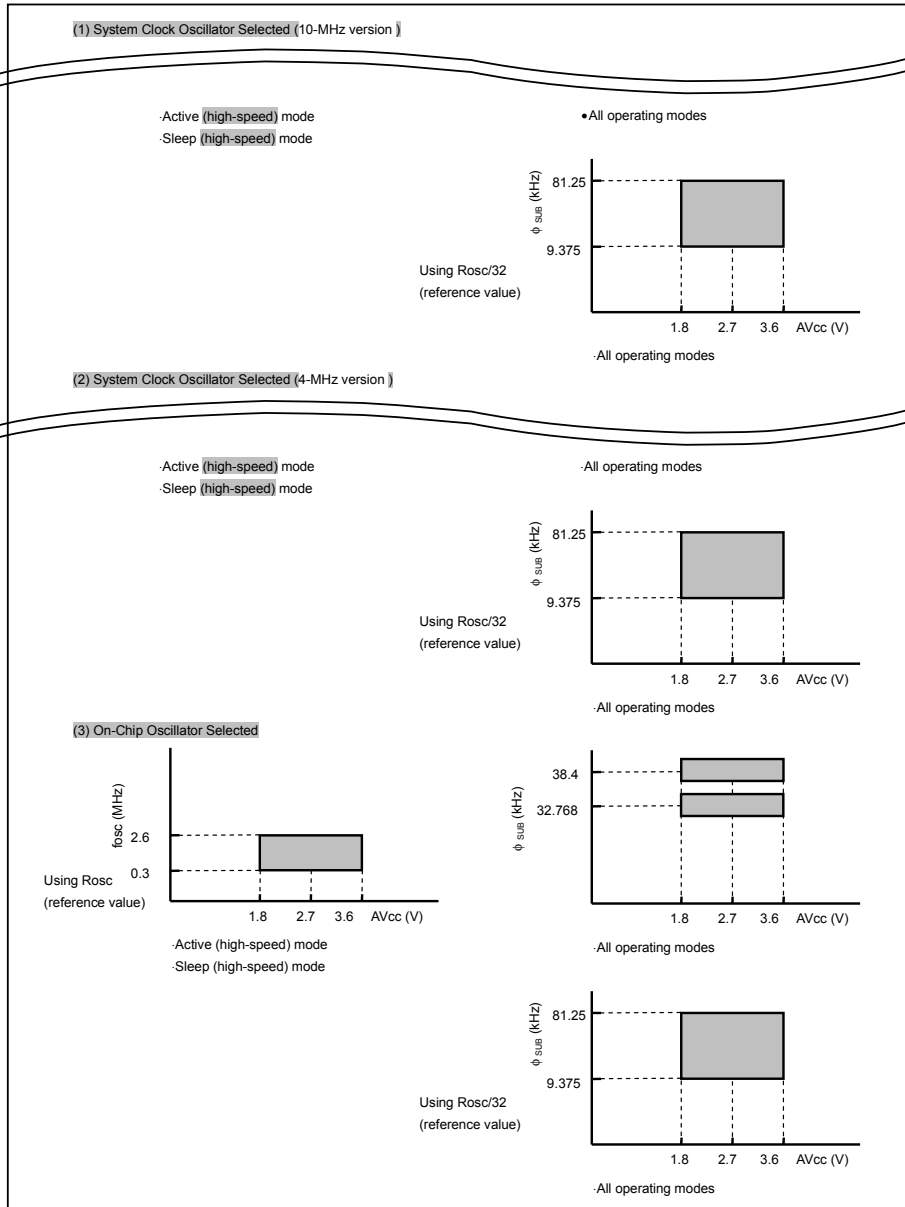 (1) System Clock Oscillator Selected (10-MHz version )
·Active (high-speed) mode
·Sleep (high-speed) mode
•All operating modes
ϕ SUB (kHz)
81.25
9.375
Using Rosc/32
(reference value)
1.8 2.7 3.6 AVcc (V)
·All operating modes
(2) System Clock Oscillator Selected (4-MHz version )
·Active (high-speed) mode
·Sleep (high-speed) mode
·All operating modes
ϕ SUB (kHz)
81.25
9.375
Using Rosc/32
(reference value)
1.8 2.7 3.6 AVcc (V)
·All operating modes
(3) On-Chip Oscillator Selected
fosc (MHz)
2.6
0.3
Using Rosc
(reference value)
1.8 2.7 3.6 AVcc (V)
·Active (high-speed) mode
·Sleep (high-speed) mode
ϕ SUB (kHz)
38.4
32.768
1.8 2.7 3.6 AVcc (V)
·All operating modes
ϕ SUB (kHz)
81.25
9.375
Using Rosc/32
(reference value)
1.8 2.7 3.6 AVcc (V)
·All operating modes